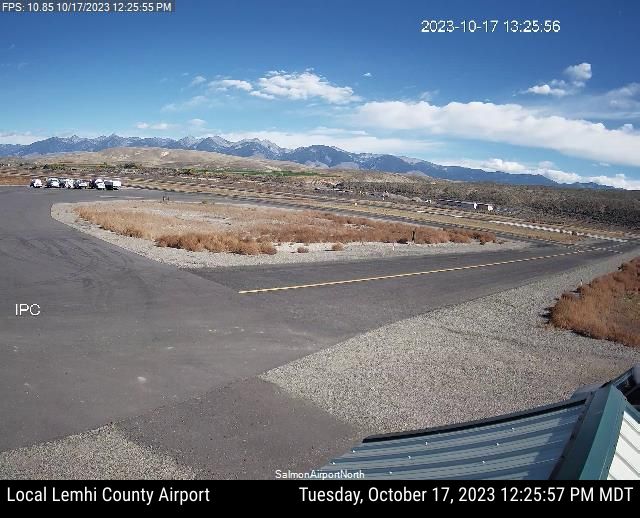 FPS: 10.85 10/17/2023 12:25:55 PM
2023-10-17 13:25:56
IPC
SalmonAirportNorth
Local Lemhi County Airport
Tuesday, October 17, 2023 12:25:57 PM MDT